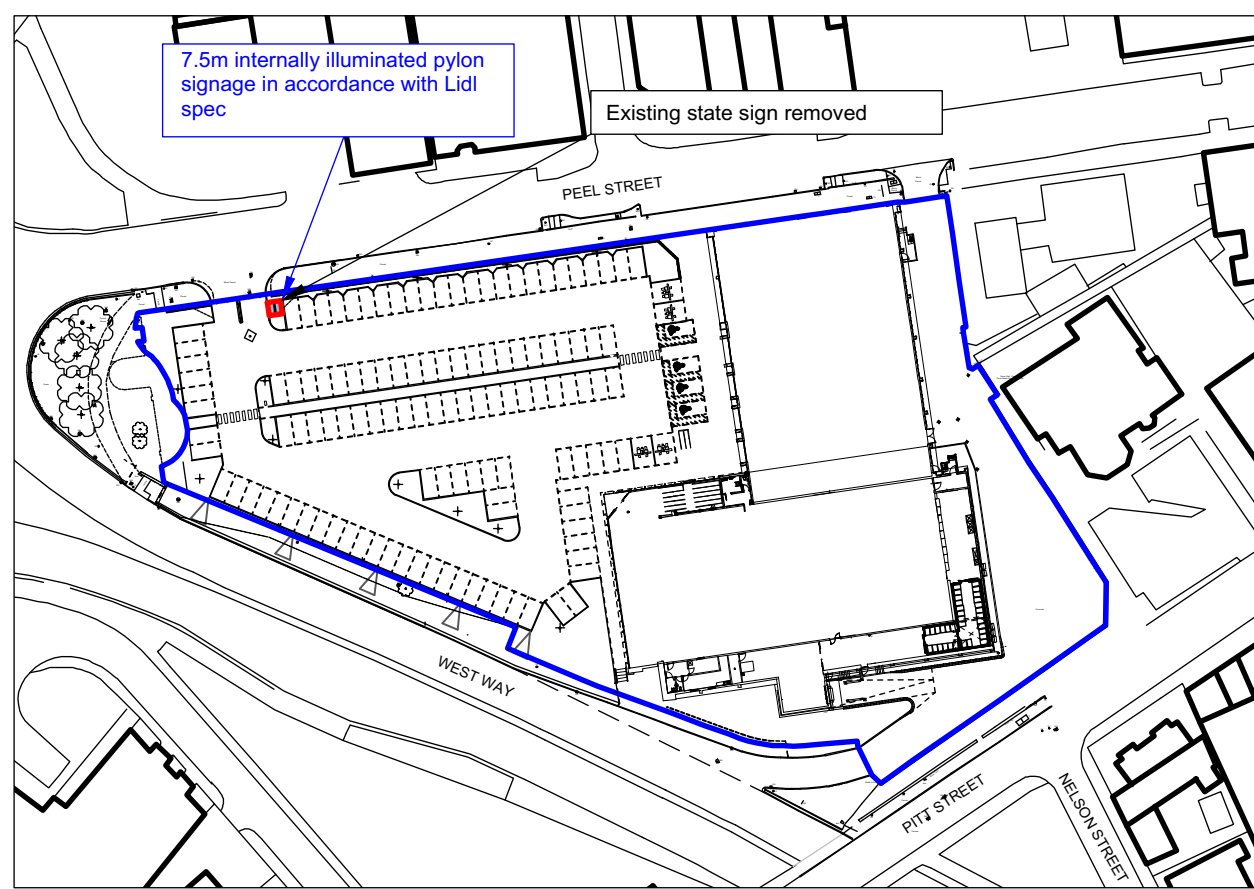 7.5m internally illuminated pylon
signage in accordance with Lidl
spec
Existing state sign removed
PEEL STREET
WEST WAY
PITT STREET
NELSON STREET